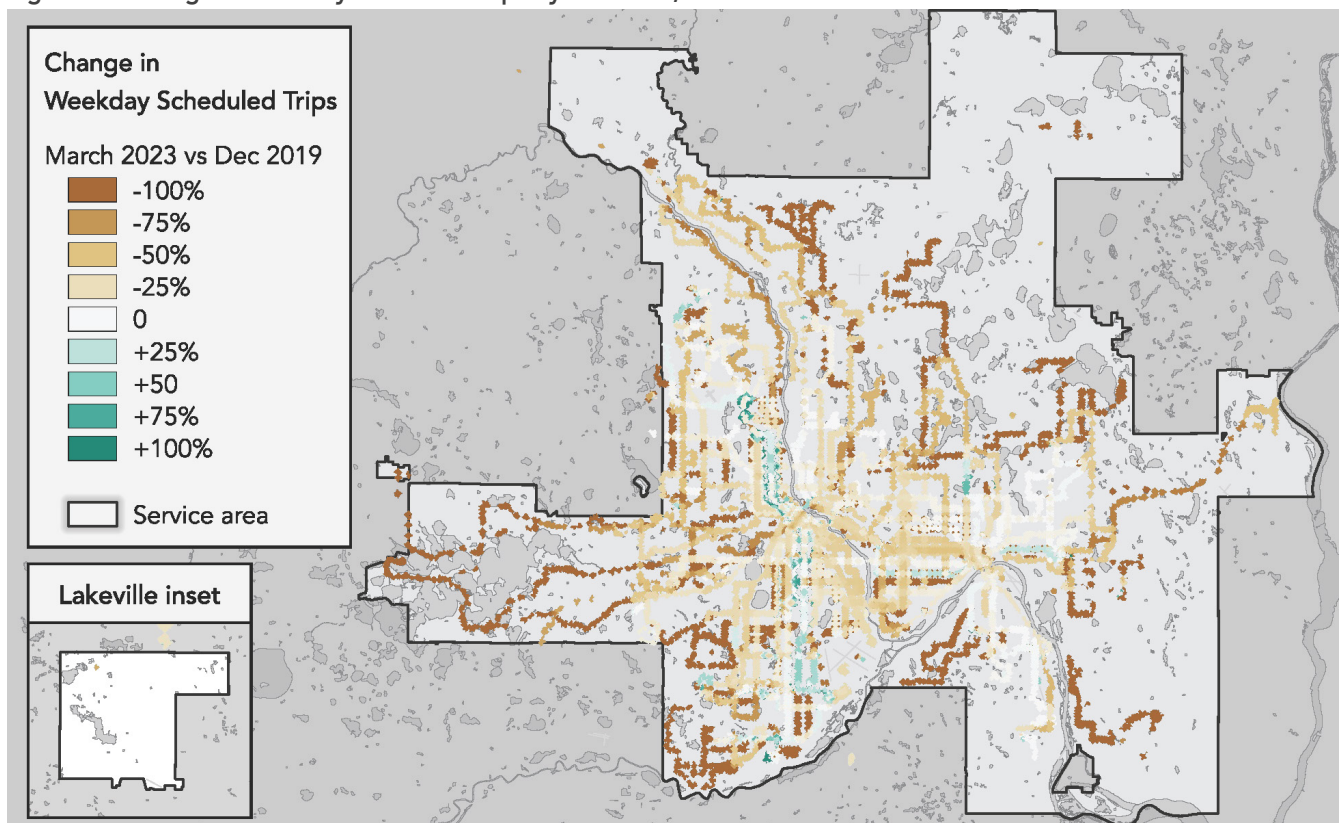 Change in
Weekday Scheduled Trips
March 2023 vs Dec 2019
-100%
-75%
-50%
-25%
0
+25%
+50
+75%
+100%
Service area
Lakeville inset